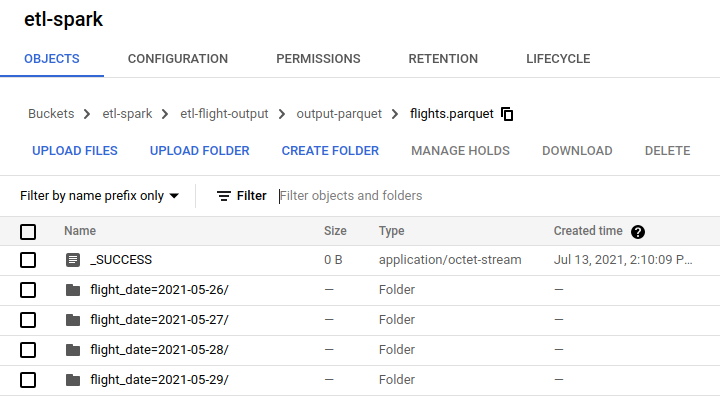 etl-spark
OBJECTS CONFIGURATION PERMISSIONS RETENTION LIFECYCLE
Buckets etl-spark etl-flight-output output-parquet flights.parquet
UPLOAD FILES UPLOAD FOLDER CREATE FOLDER MANAGE HOLDS DOWNLOAD DELETE
Filter by name prefix only Filter Filter objects and folders
Name Size Type Created time ?
_SUCCESS 0 B application/octet-stream Jul 13, 2021, 2:10:09 P...
flight_date=2021-05-26/ — Folder —
flight_date=2021-05-27/ — Folder —
flight_date=2021-05-28/ — Folder —
flight_date=2021-05-29/ — Folder —